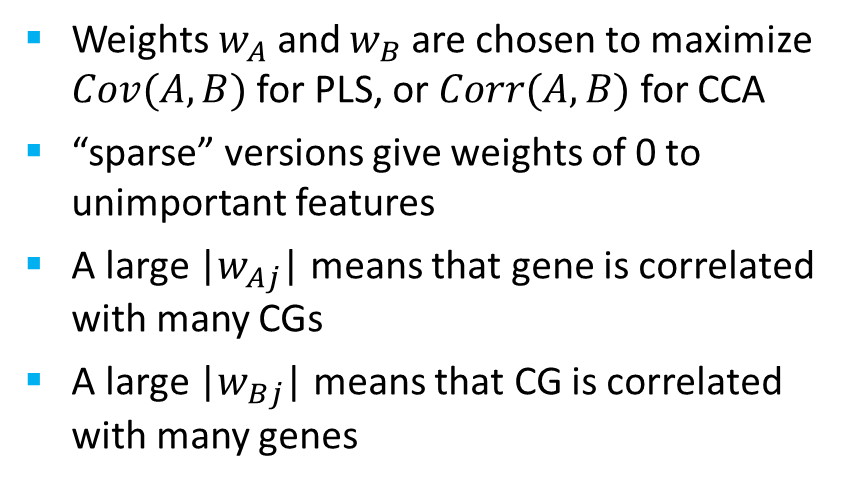 ▪ Weights $w_A$ and $w_B$ are chosen to maximize
$Cov(A, B)$ for PLS, or $Corr(A, B)$ for CCA
▪ “sparse” versions give weights of 0 to
unimportant features
▪ A large $|w_{Aj}|$ means that gene is correlated
with many CGs
▪ A large $|w_{Bj}|$ means that CG is correlated
with many genes